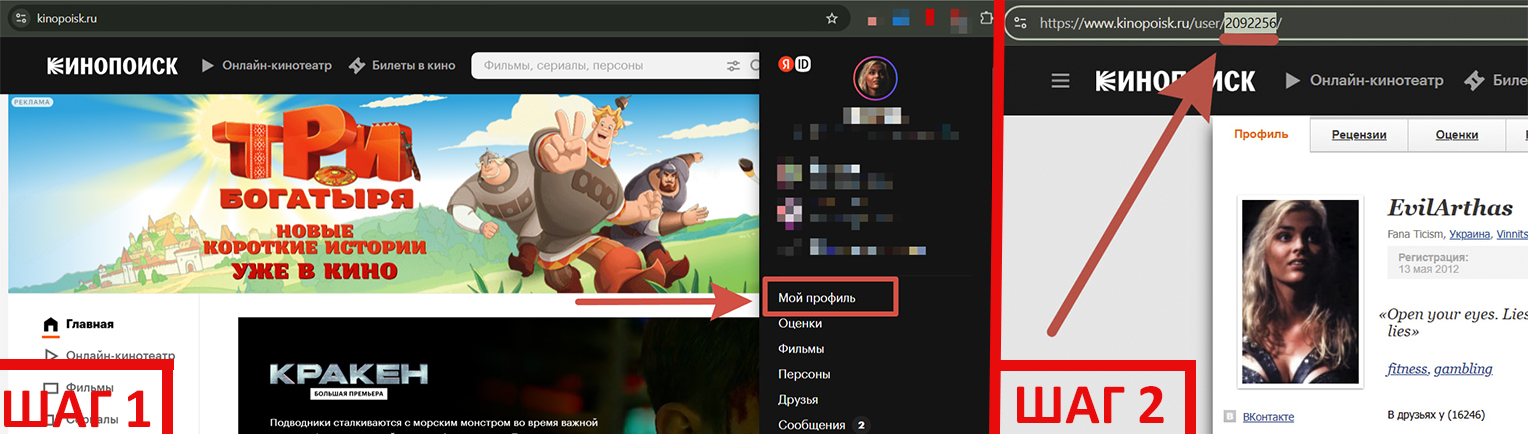 kinopoisk.ru
КИНОПОИСК
Онлайн-кинотеатр
Билеты в кино
Фильмы, сериалы, персоны
Я ID
РЕКЛАМА
ТРИ
БОГАТЫРЯ
НОВЫЕ
КОРОТКИЕ ИСТОРИИ
УЖЕ В КИНО
Главная
Онлайн-кинотеатр
Фильмы
Сериалы
КРАКЕН
БОЛЬШАЯ ПРЕМЬЕРА
Подводники сталкиваются с морским монстром во время важной
Мой профиль
Оценки
Фильмы
Персоны
Друзья
Сообщения 2
ШАГ 1
https://www.kinopoisk.ru/user/2092256/
КИНОПОИСК
Онлайн-кинотеатр
Биле
Профиль
Рецензии
Оценки
EvilArthas
Fana Ticism, Украина, Vinnits
Регистрация:
13 мая 2012
«Open your eyes. Lies
lies»
fitness, gambling
В ВКонтакте
В друзьях у (16246)
ШАГ 2